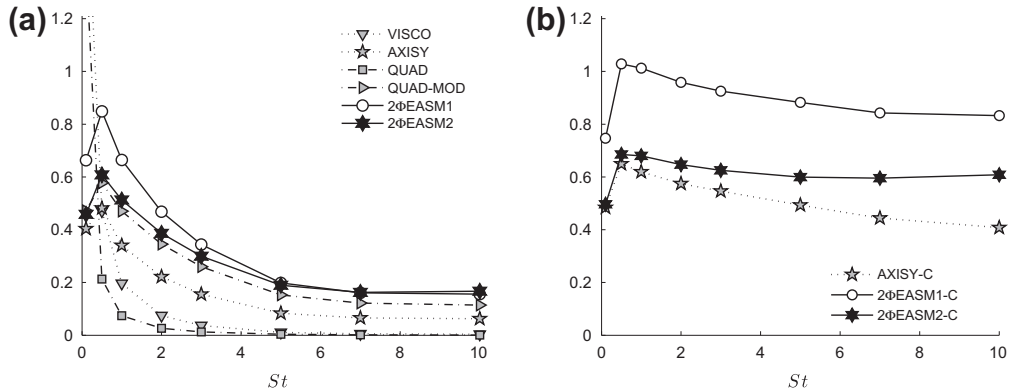 (a)
1.2
1
0.8
0.6
0.4
0.2
0
0 2 4 6 8 10
St
VISCO
AXISY
QUAD
QUAD-MOD
2ΦEASM1
2ΦEASM2
(b)
1.2
1
0.8
0.6
0.4
0.2
0
0 2 4 6 8 10
St
AXISY-C
2ΦEASM1-C
2ΦEASM2-C